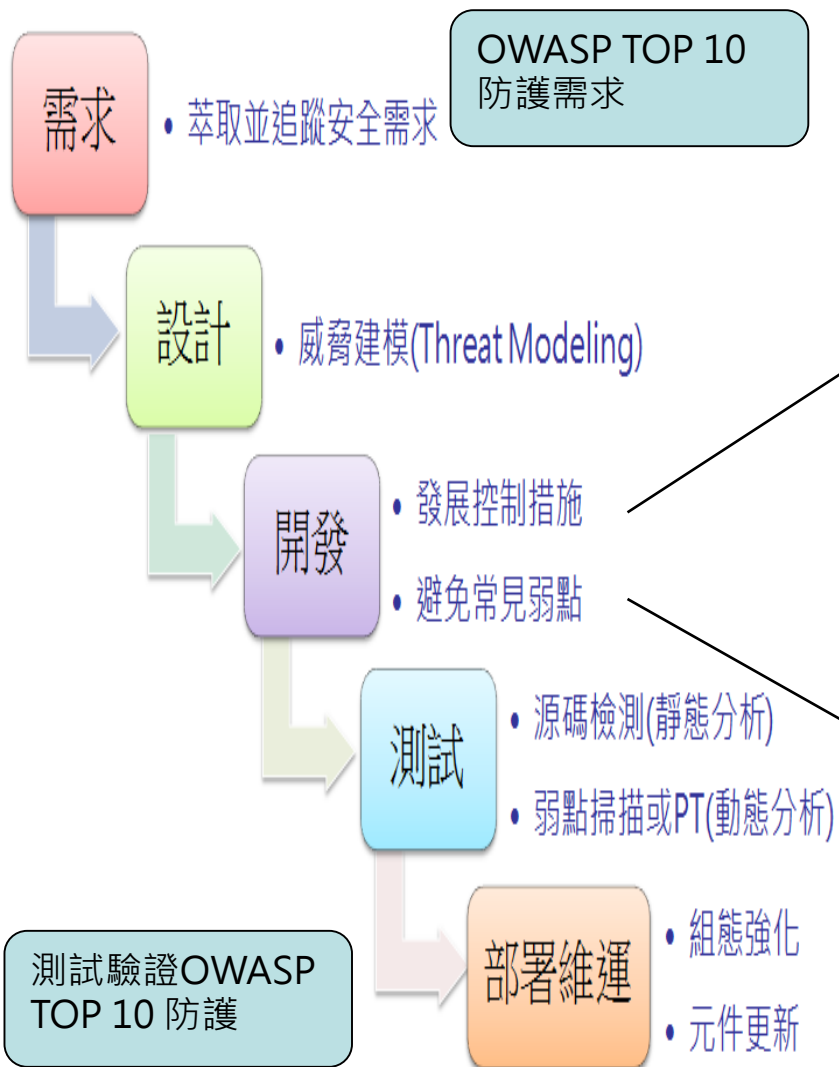 OWASP TOP 10
防護需求
需求
• 萃取並追蹤安全需求
設計
• 威脅建模(Threat Modeling)
開發
• 發展控制措施
• 避免常見弱點
測試
• 源碼檢測(靜態分析)
• 弱點掃描或PT(動態分析)
部署維運
• 組態強化
• 元件更新
測試驗證OWASP
TOP 10 防護